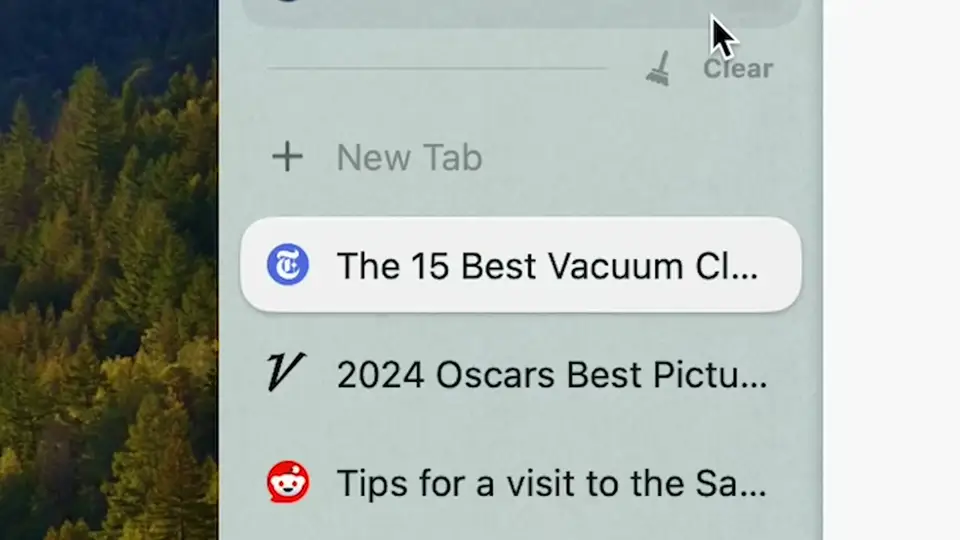 Clear
New Tab
The 15 Best Vacuum Cl...
2024 Oscars Best Pictu...
Tips for a visit to the Sa...